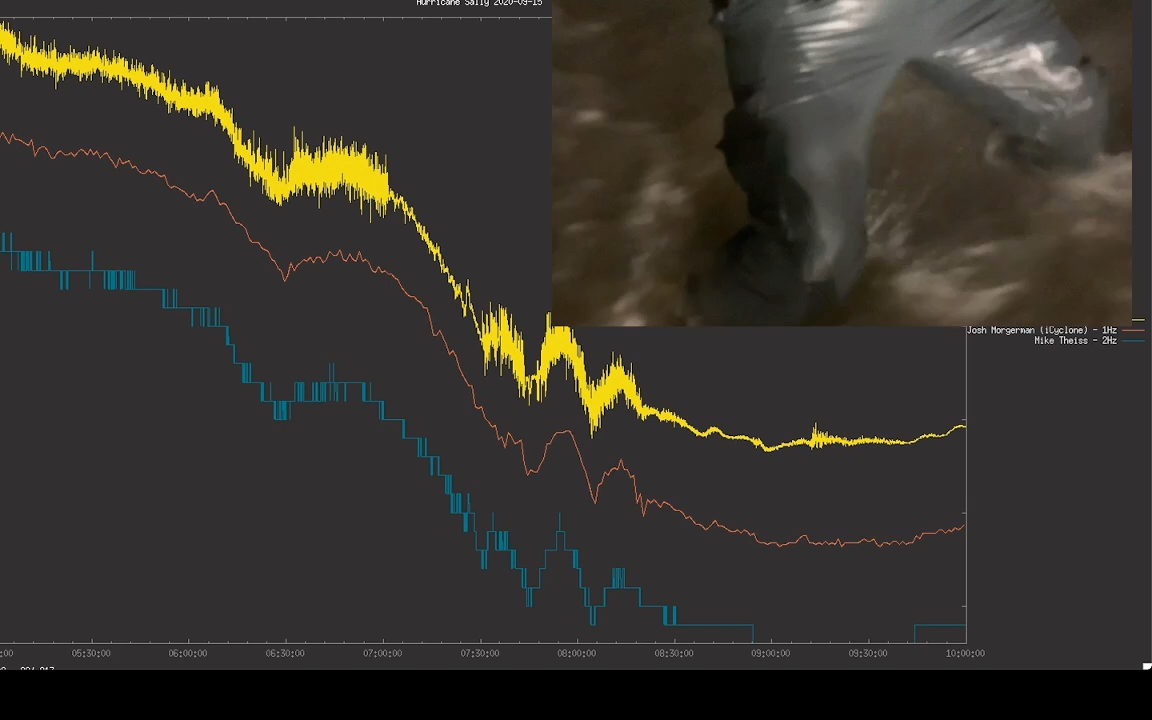 Hurricane Sally 2020-09-15
Josh Morgerman (iCyclone) - 1Hz
Mike Theiss - 2Hz
05:30:00 06:00:00 06:30:00 07:00:00 07:30:00 08:00:00 08:30:00 09:00:00 09:30:00 10:00:00